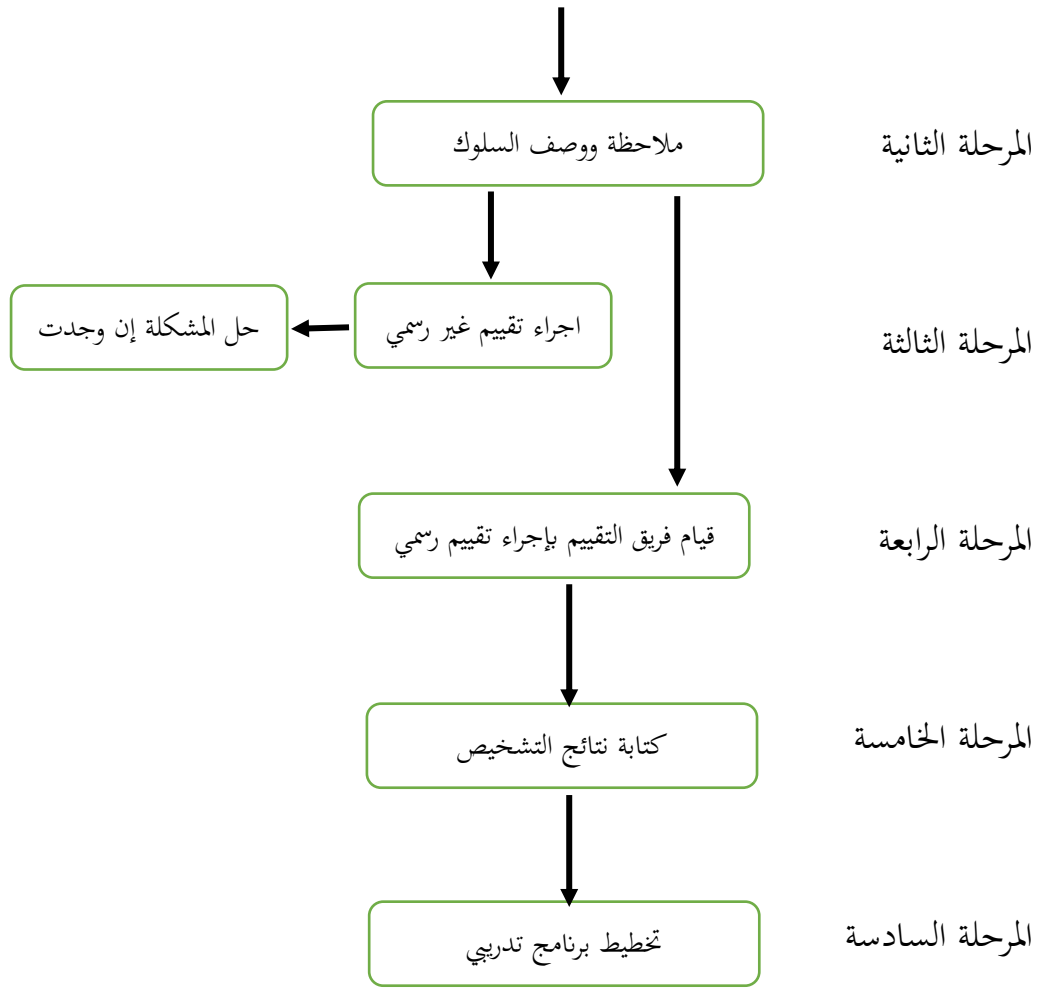 المرحلة الثانية
ملاحظة ووصف السلوك
المرحلة الثالثة
اجراء تقييم غير رسمي
حل المشكلة إن وجدت
المرحلة الرابعة
قيام فريق التقييم بإجراء تقييم رسمي
المرحلة الخامسة
كتابة نتائج التشخيص
المرحلة السادسة
تخطيط برنامج تدريبي